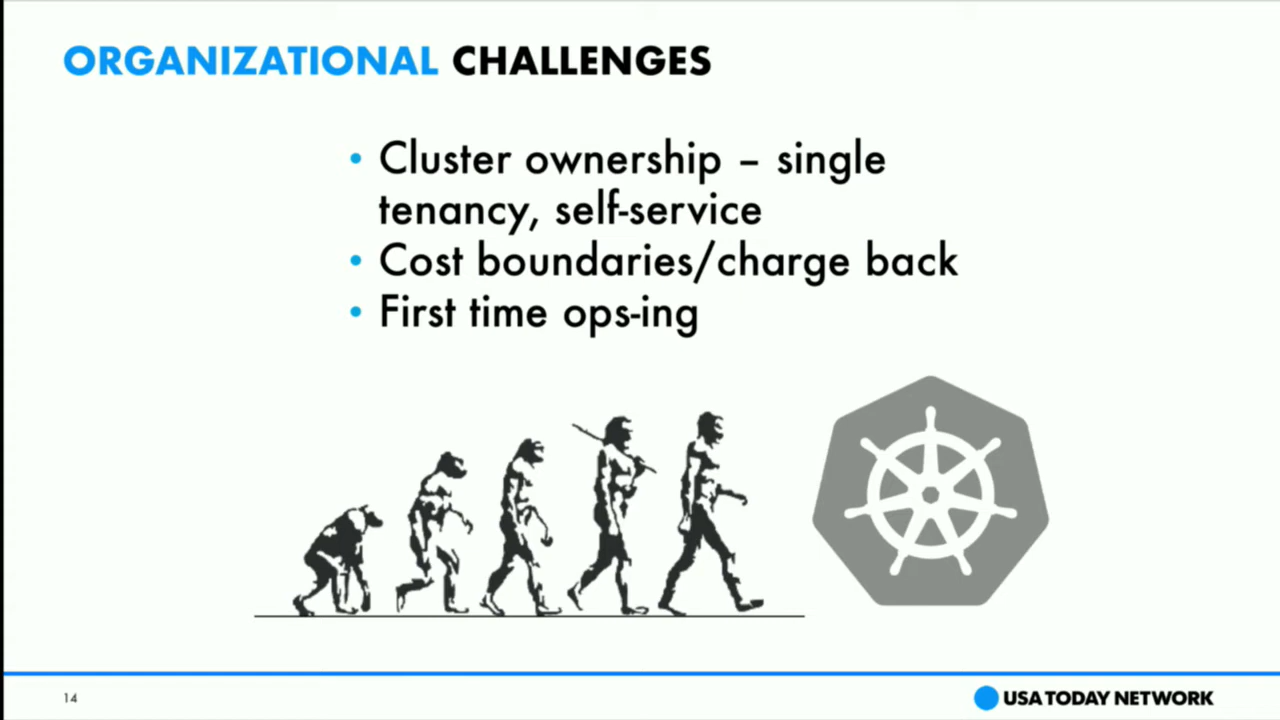 ORGANIZATIONAL CHALLENGES
• Cluster ownership – single
tenancy, self-service
• Cost boundaries/charge back
• First time ops-ing
14
USA TODAY NETWORK